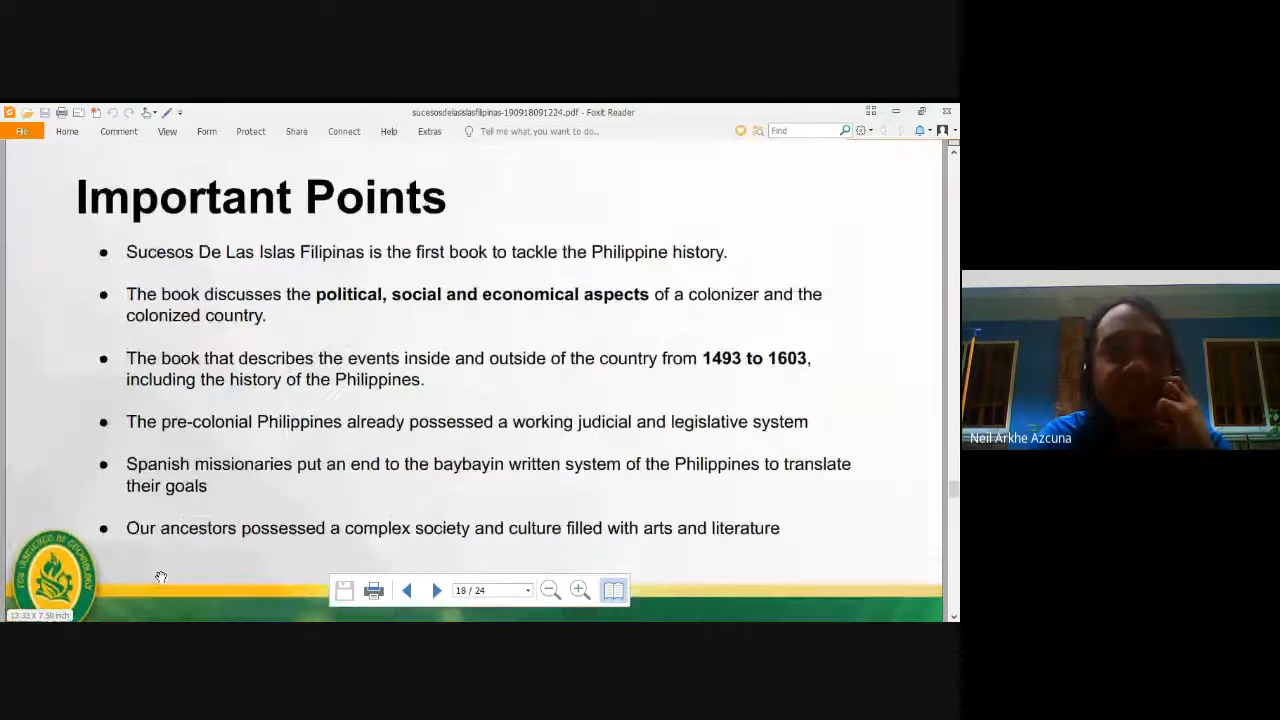 sucesosdelasislasfilipinas-190918091224.pdf - Foxit Reader
File Home Comment View Form Protect Share Connect Help Extras Tell me what you want to do.. Find
Important Points
● Sucesos De Las Islas Filipinas is the first book to tackle the Philippine history.
● The book discusses the political, social and economical aspects of a colonizer and the
colonized country.
● The book that describes the events inside and outside of the country from 1493 to 1603,
including the history of the Philippines.
● The pre-colonial Philippines already possessed a working judicial and legislative system
● Spanish missionaries put an end to the baybayin written system of the Philippines to translate
their goals
● Our ancestors possessed a complex society and culture filled with arts and literature
18 / 24
13.33 X 7.50 inch
Neil Arkhe Azcuna